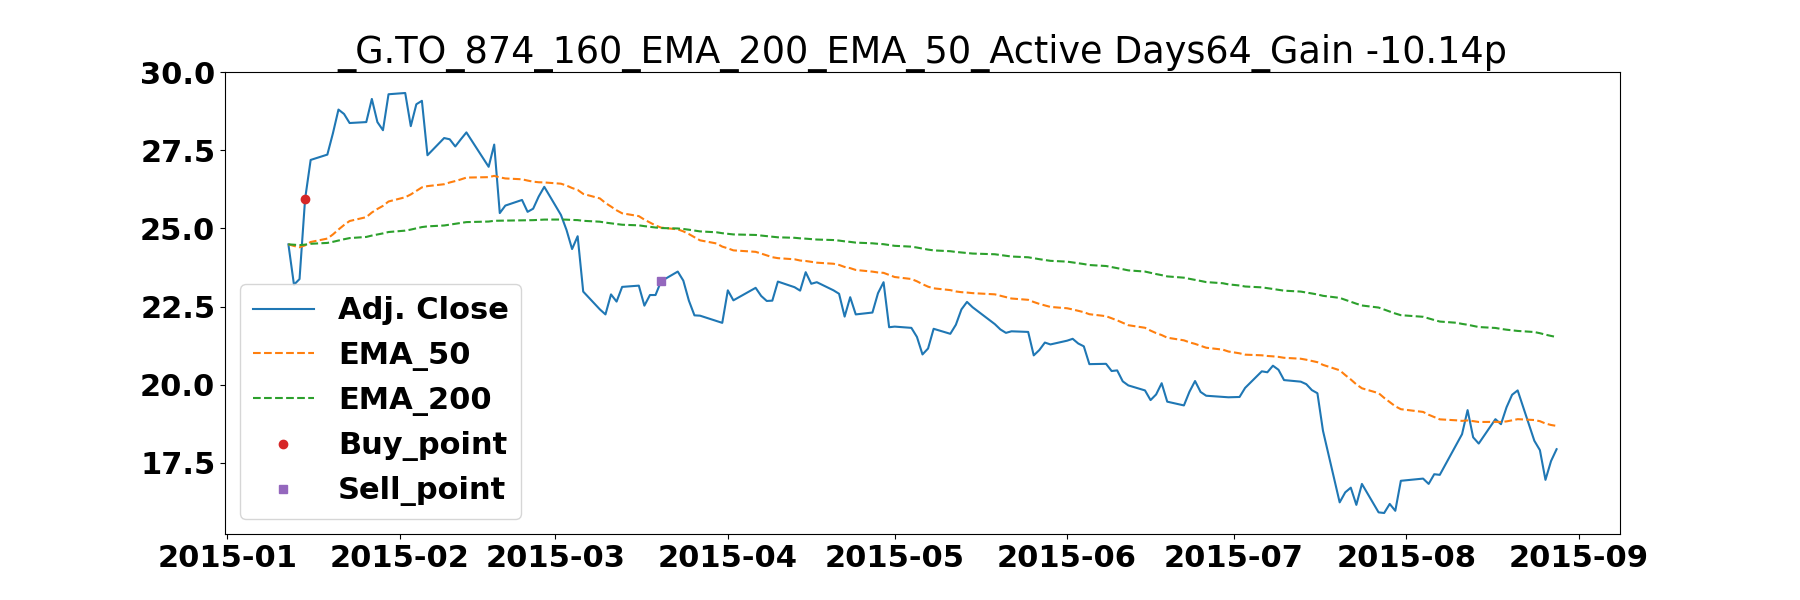 _G.TO_874_160_EMA_200_EMA_50_Active Days64_Gain -10.14p
30.0
27.5
25.0
22.5
20.0
17.5
Adj. Close
EMA_50
EMA_200
Buy_point
Sell_point
2015-01 2015-02 2015-03 2015-04 2015-05 2015-06 2015-07 2015-08 2015-09